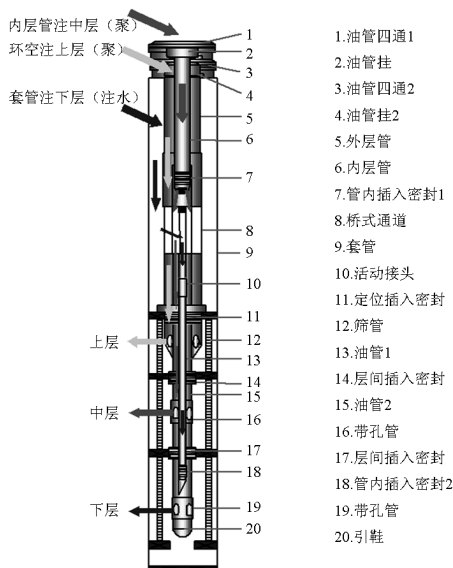 内层管注中层（聚）
环空注上层（聚）
套管注下层（注水）
上层
中层
下层
1
2
3
4
5
6
7
8
9
10
11
12
13
14
15
16
17
18
19
20
1.油管四通1
2.油管挂
3.油管四通2
4.油管挂2
5.外层管
6.内层管
7.管内插入密封1
8.桥式通道
9.套管
10.活动接头
11.定位插入密封
12.筛管
13.油管1
14.层间插入密封
15.油管2
16.带孔管
17.层间插入密封
18.管内插入密封2
19.带孔管
20.引鞋